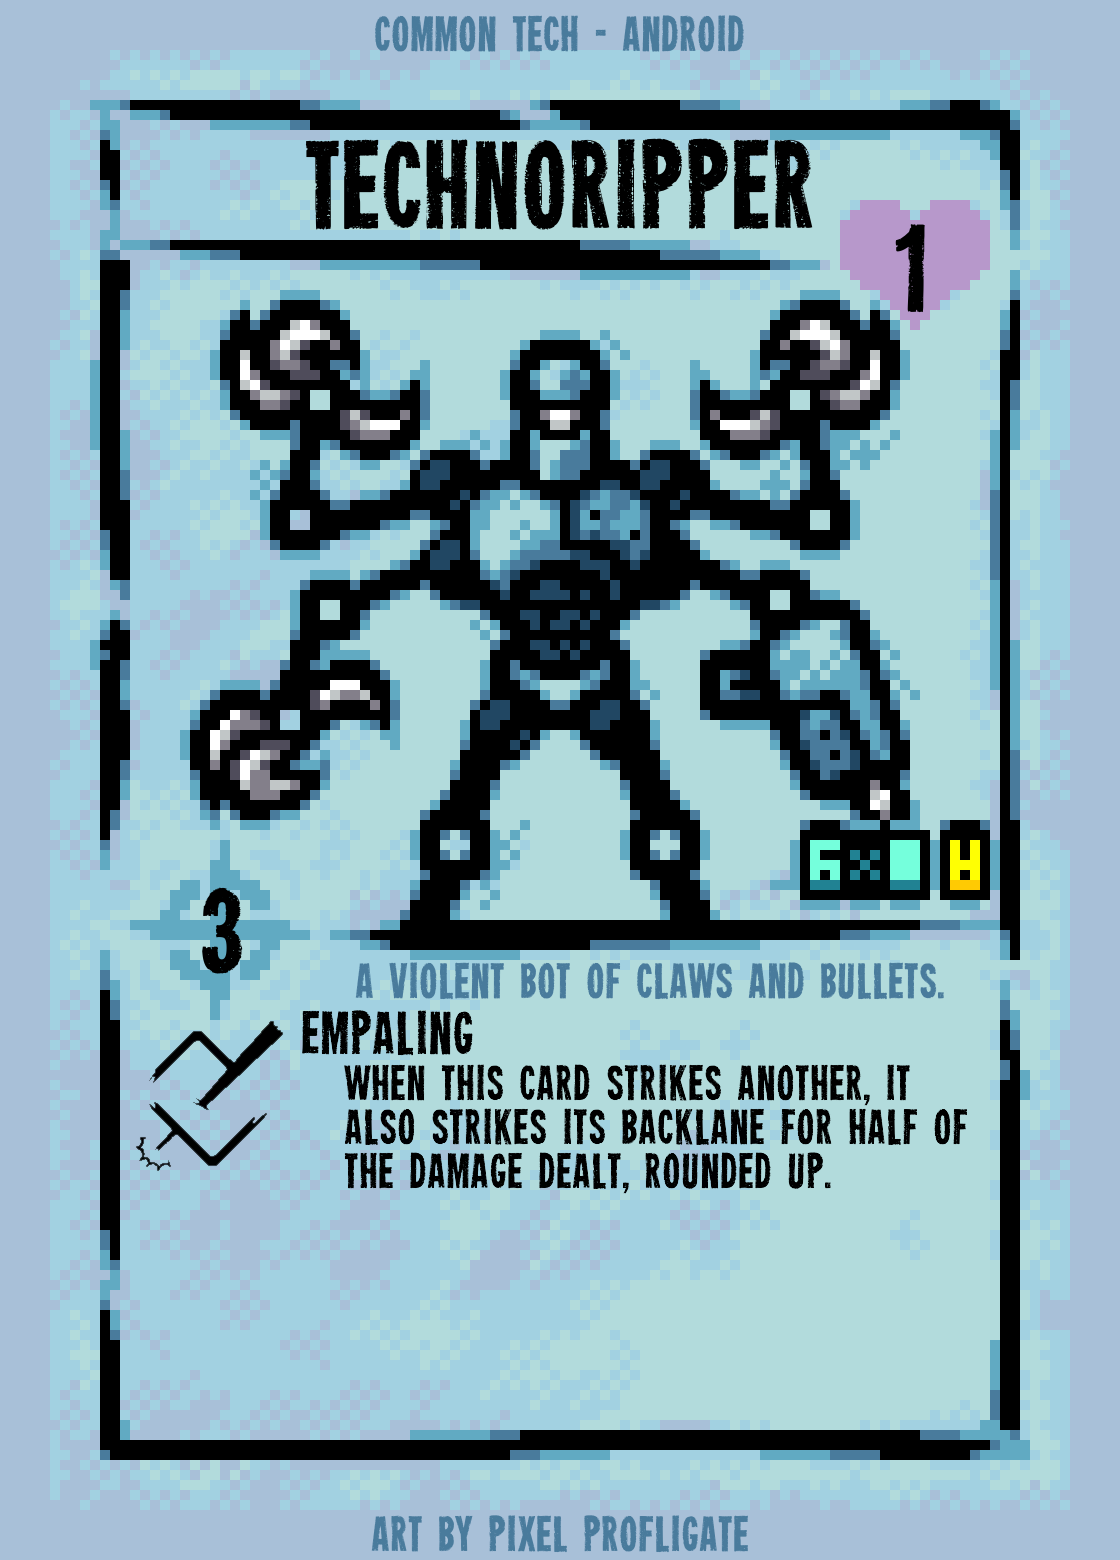 COMMON TECH - ANDROID
TECHNORIPPER
1
6 x
3
A VIOLENT BOT OF CLAWS AND BULLETS.
EMPALING
WHEN THIS CARD STRIKES ANOTHER, IT
ALSO STRIKES ITS BACKLANE FOR HALF OF
THE DAMAGE DEALT, ROUNDED UP.
ART BY PIXEL PROFLIGATE